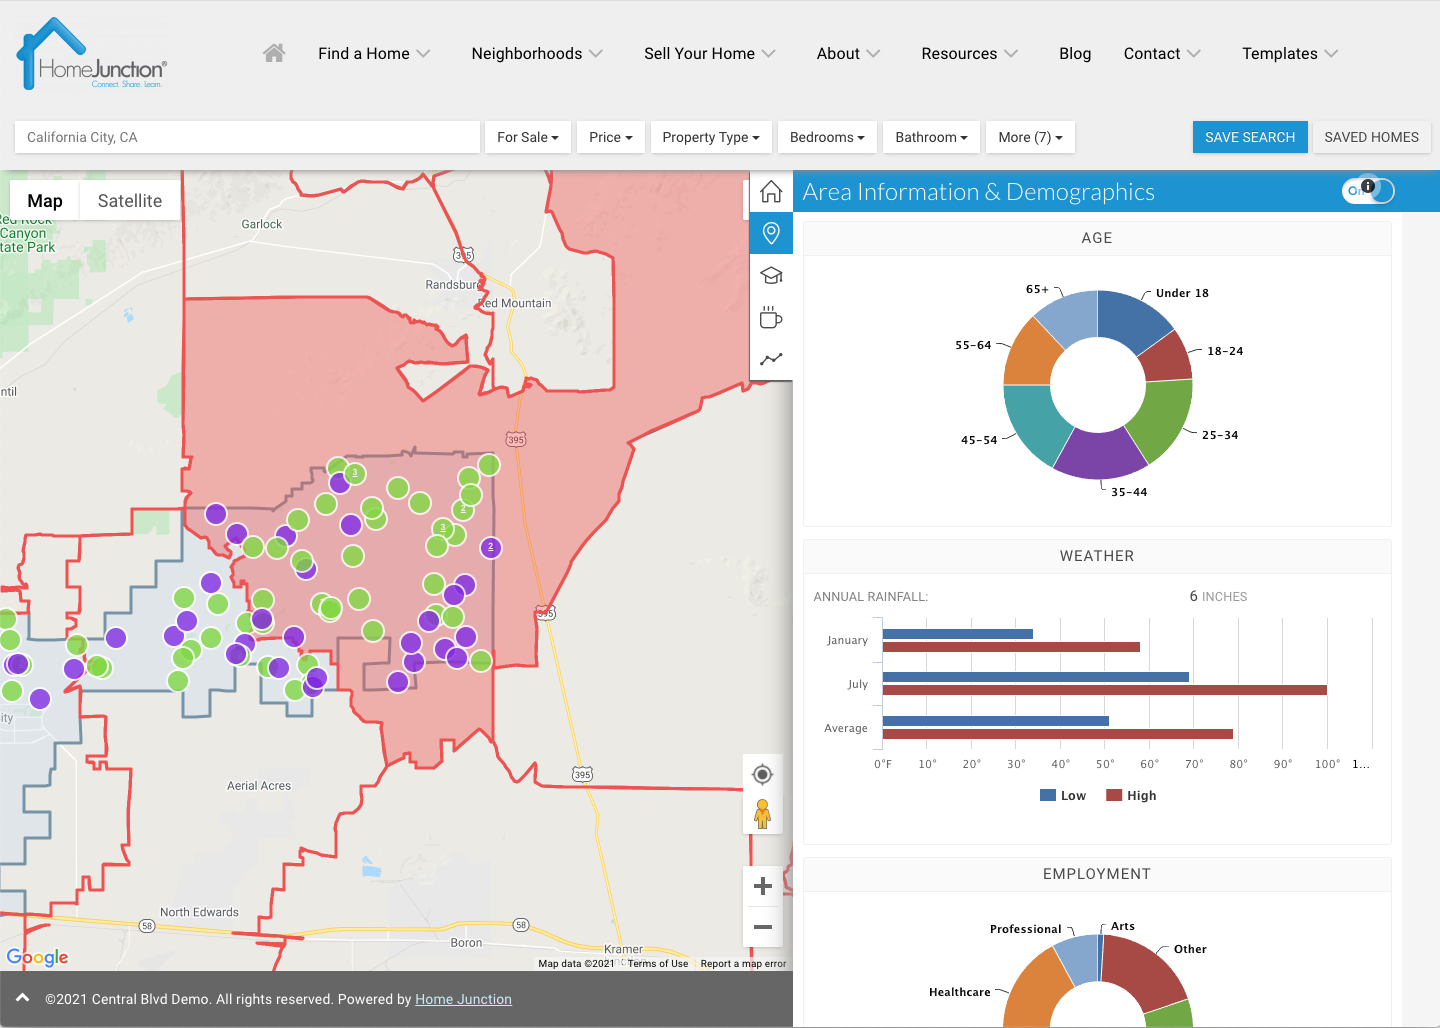 HomeJunction®
Connect. Share. Learn.
Find a Home
Neighborhoods
Sell Your Home
About
Resources
Blog
Contact
Templates
California City, CA
For Sale
Price
Property Type
Bedrooms
Bathroom
More (7)
SAVE SEARCH
SAVED HOMES
Map
Satellite
Red Rock
Canyon
tate Park
Garlock
395
Randsburg
Red Mountain
ntil
395
3
2
3
2
395
ity
395
Aerial Acres
North Edwards
58
58
Boron
Kramer
Google
Map data ©2021
Terms of Use
Report a map error
©2021 Central Blvd Demo. All rights reserved. Powered by Home Junction
Area Information & Demographics
On
AGE
65+
Under 18
55-64
18-24
45-54
25-34
35-44
WEATHER
ANNUAL RAINFALL:
6 INCHES
January
July
Average
0°F 10° 20° 30° 40° 50° 60° 70° 80° 90° 100° 1...
Low
High
EMPLOYMENT
Professional
Arts
Other
Healthcare